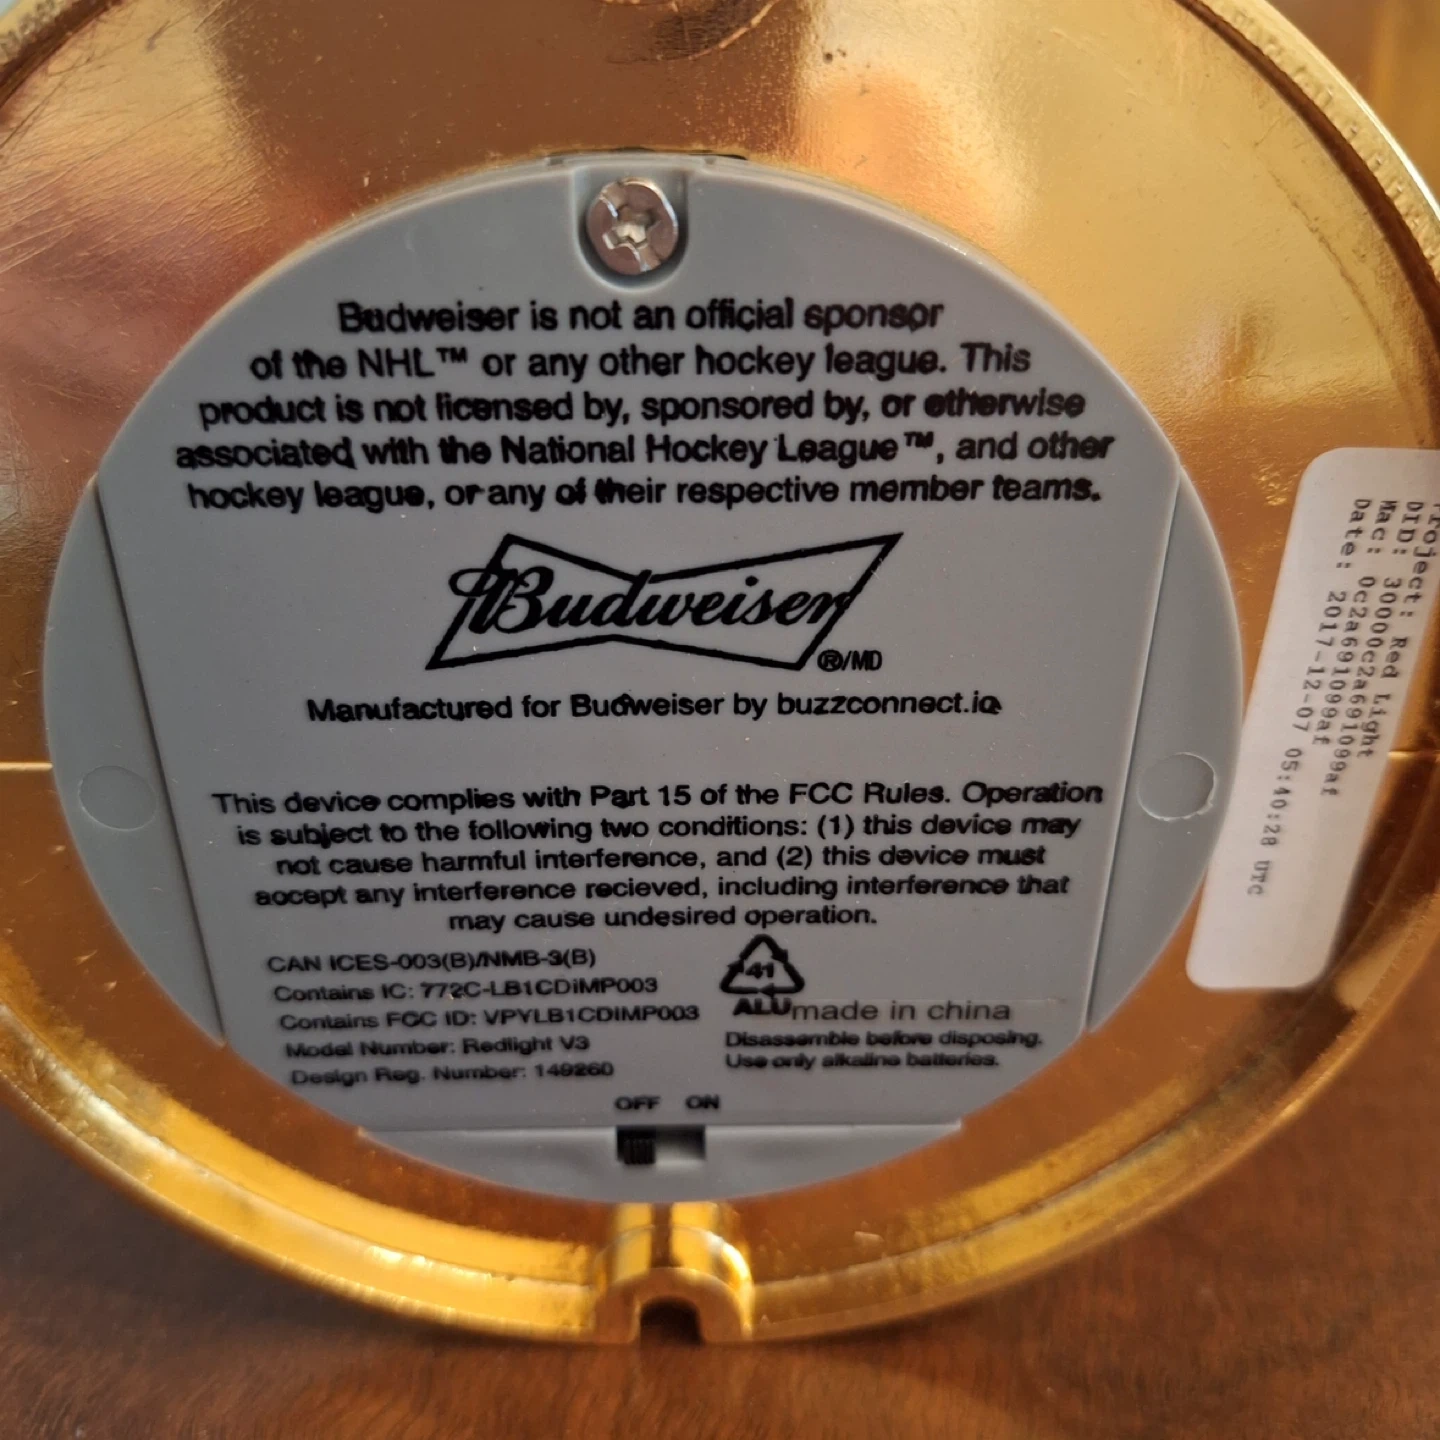 Budweiser is not an official sponsor
of the NHL™ or any other hockey league. This
product is not licensed by, sponsored by, or otherwise
associated with the National Hockey League™, and other
hockey league, or any of their respective member teams.
Budweiser
®/MD
Manufactured for Budweiser by buzzconnect.io
This device complies with Part 15 of the FCC Rules. Operation
is subject to the following two conditions: (1) this device may
not cause harmful interference, and (2) this device must
accept any interference recieved, including interference that
may cause undesired operation.
CAN ICES-003(B)/NMB-3(B)
Contains IC: 772C-LB1CDIMP003
Contains FCC ID: VPYLB1CDIMP003
Model Number: Redlight V3
Design Reg. Number: 149260
41
ALU made in china
Disassemble before disposing.
Use only alkaline batteries.
OFF ON
Project: Red Light
DID: 30000c2a691099af
Mac: 0c2a691099af
Date: 2017-12-07 05:40:28 UTC